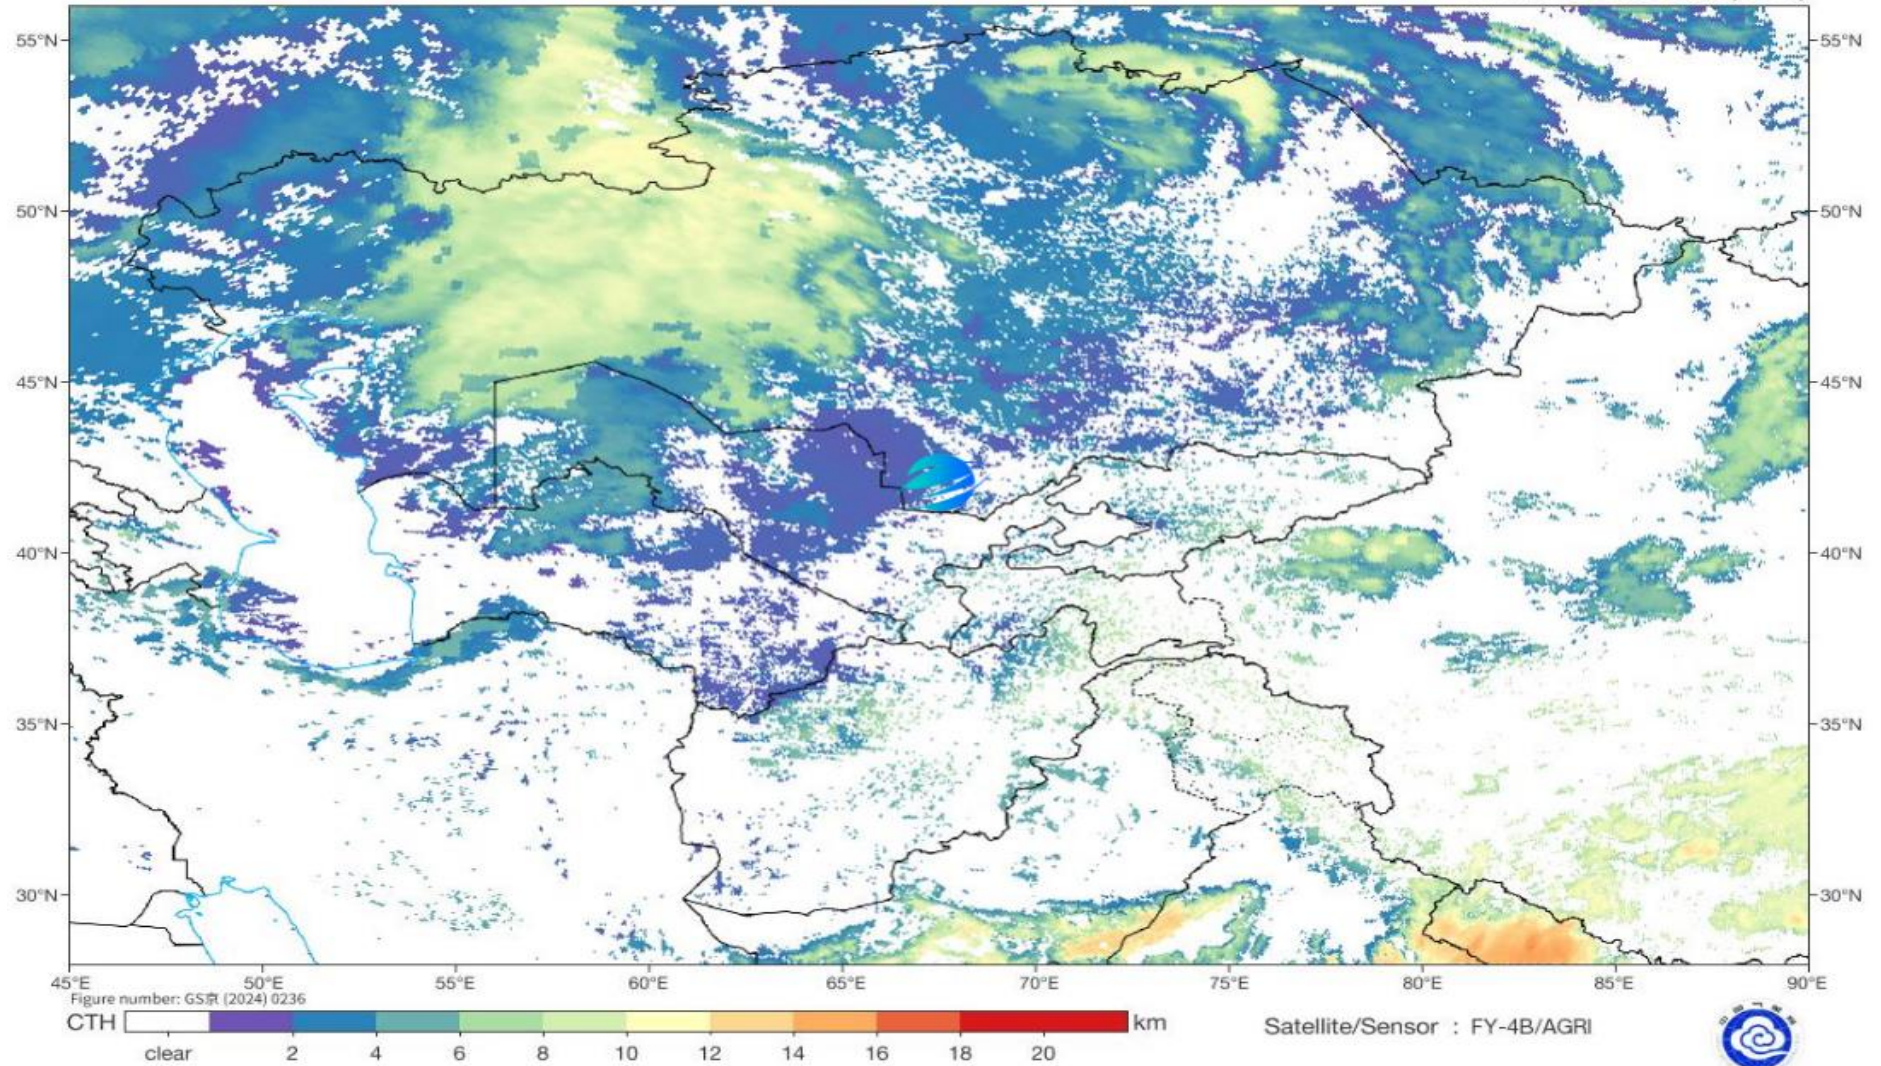 55°N 55°N
50°N 50°N
45°N 45°N
40°N 40°N
35°N 35°N
30°N 30°N
45°E 50°E 55°E 60°E 65°E 70°E 75°E 80°E 85°E 90°E
Figure number: GS京 (2024) 0236
CTH km
clear 2 4 6 8 10 12 14 16 18 20
Satellite/Sensor : FY-4B/AGRI